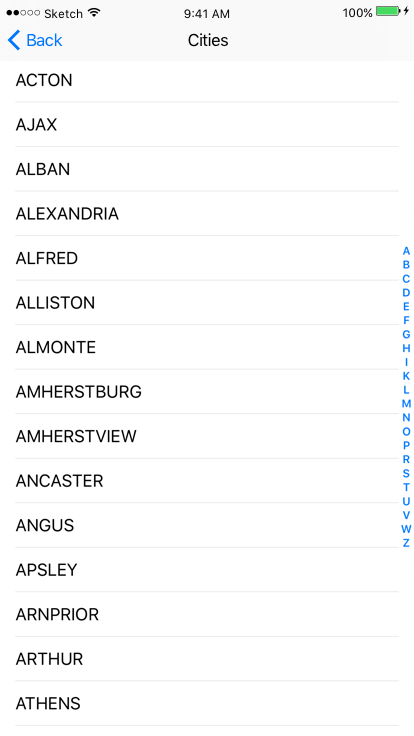 Sketch 9:41 AM 100%
Back Cities
ACTON
AJAX
ALBAN
ALEXANDRIA
ALFRED
ALLISTON
ALMONTE
AMHERSTBURG
AMHERSTVIEW
ANCASTER
ANGUS
APSLEY
ARNPRIOR
ARTHUR
ATHENS
A
B
C
D
E
F
G
H
I
K
L
M
N
O
P
R
S
T
U
V
W
Z